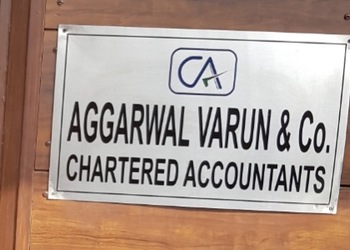 CA
AGGARWAL VARUN & Co.
CHARTERED ACCOUNTANTS